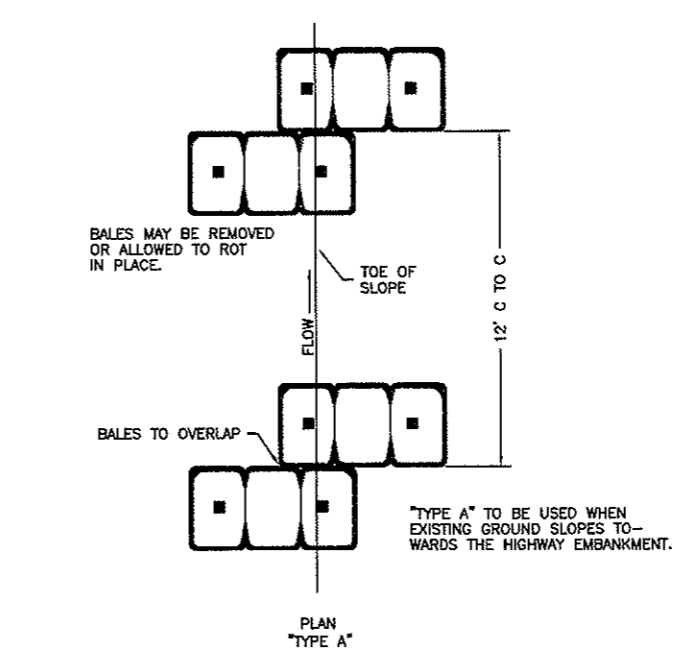 BALES MAY BE REMOVED
OR ALLOWED TO ROT
IN PLACE.
TOE OF
SLOPE
12' C TO C
FLOW
BALES TO OVERLAP
"TYPE A" TO BE USED WHEN
EXISTING GROUND SLOPES TO-
WARDS THE HIGHWAY EMBANKMENT.
PLAN
"TYPE A"